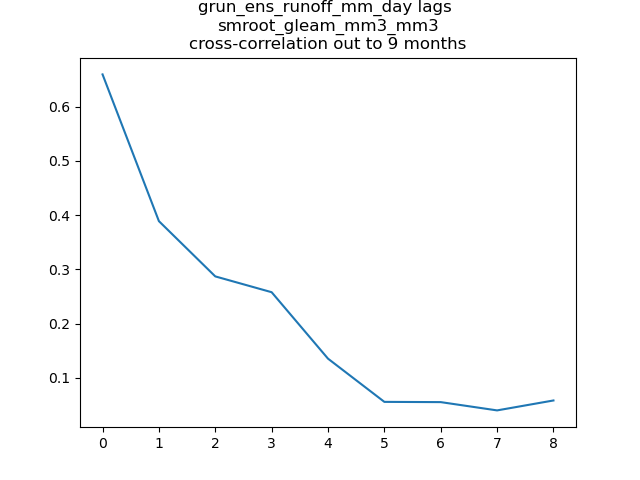 grun_ens_runoff_mm_day lags
smroot_gleam_mm3_mm3
cross-correlation out to 9 months
0.6
0.5
0.4
0.3
0.2
0.1
0 1 2 3 4 5 6 7 8